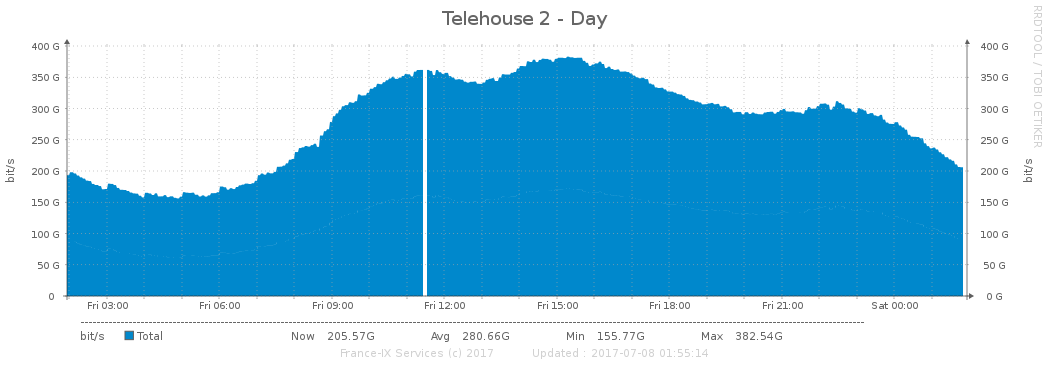 Telehouse 2 - Day
RRDTOOL / TOBI OETIKER
400 G 400 G
350 G 350 G
300 G 300 G
250 G 250 G
200 G 200 G
150 G 150 G
100 G 100 G
50 G 50 G
0 0 G
bit/s bit/s
Fri 03:00 Fri 06:00 Fri 09:00 Fri 12:00 Fri 15:00 Fri 18:00 Fri 21:00 Sat 00:00
bit/s Total Now 205.57G Avg 280.66G Min 155.77G Max 382.54G
France-IX Services (c) 2017 Updated : 2017-07-08 01:55:14